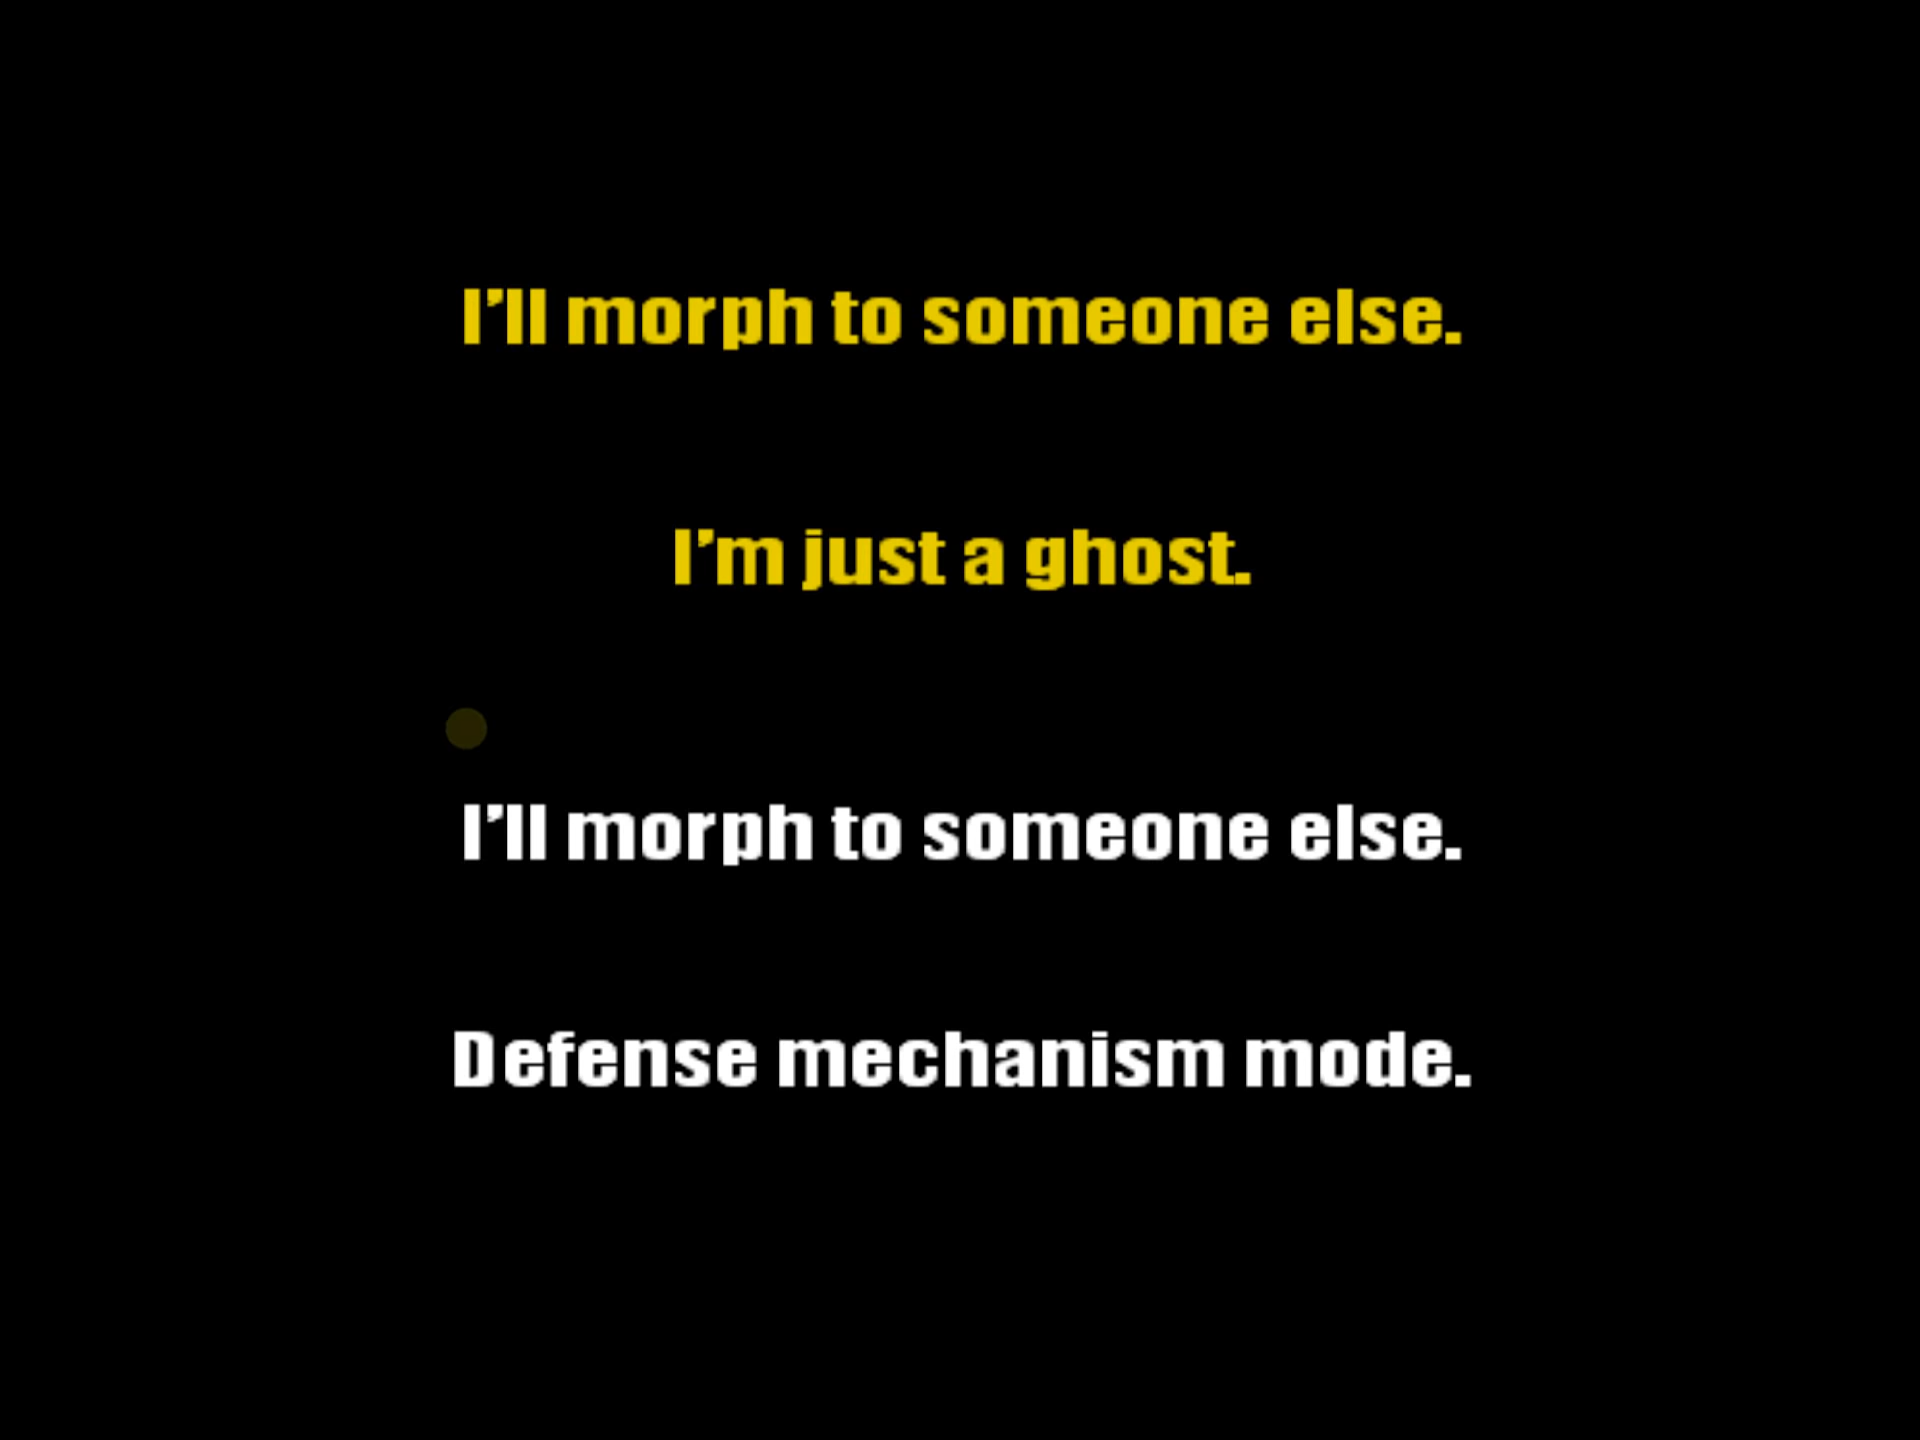 I’ll morph to someone else.
I’m just a ghost.
I’ll morph to someone else.
Defense mechanism mode.